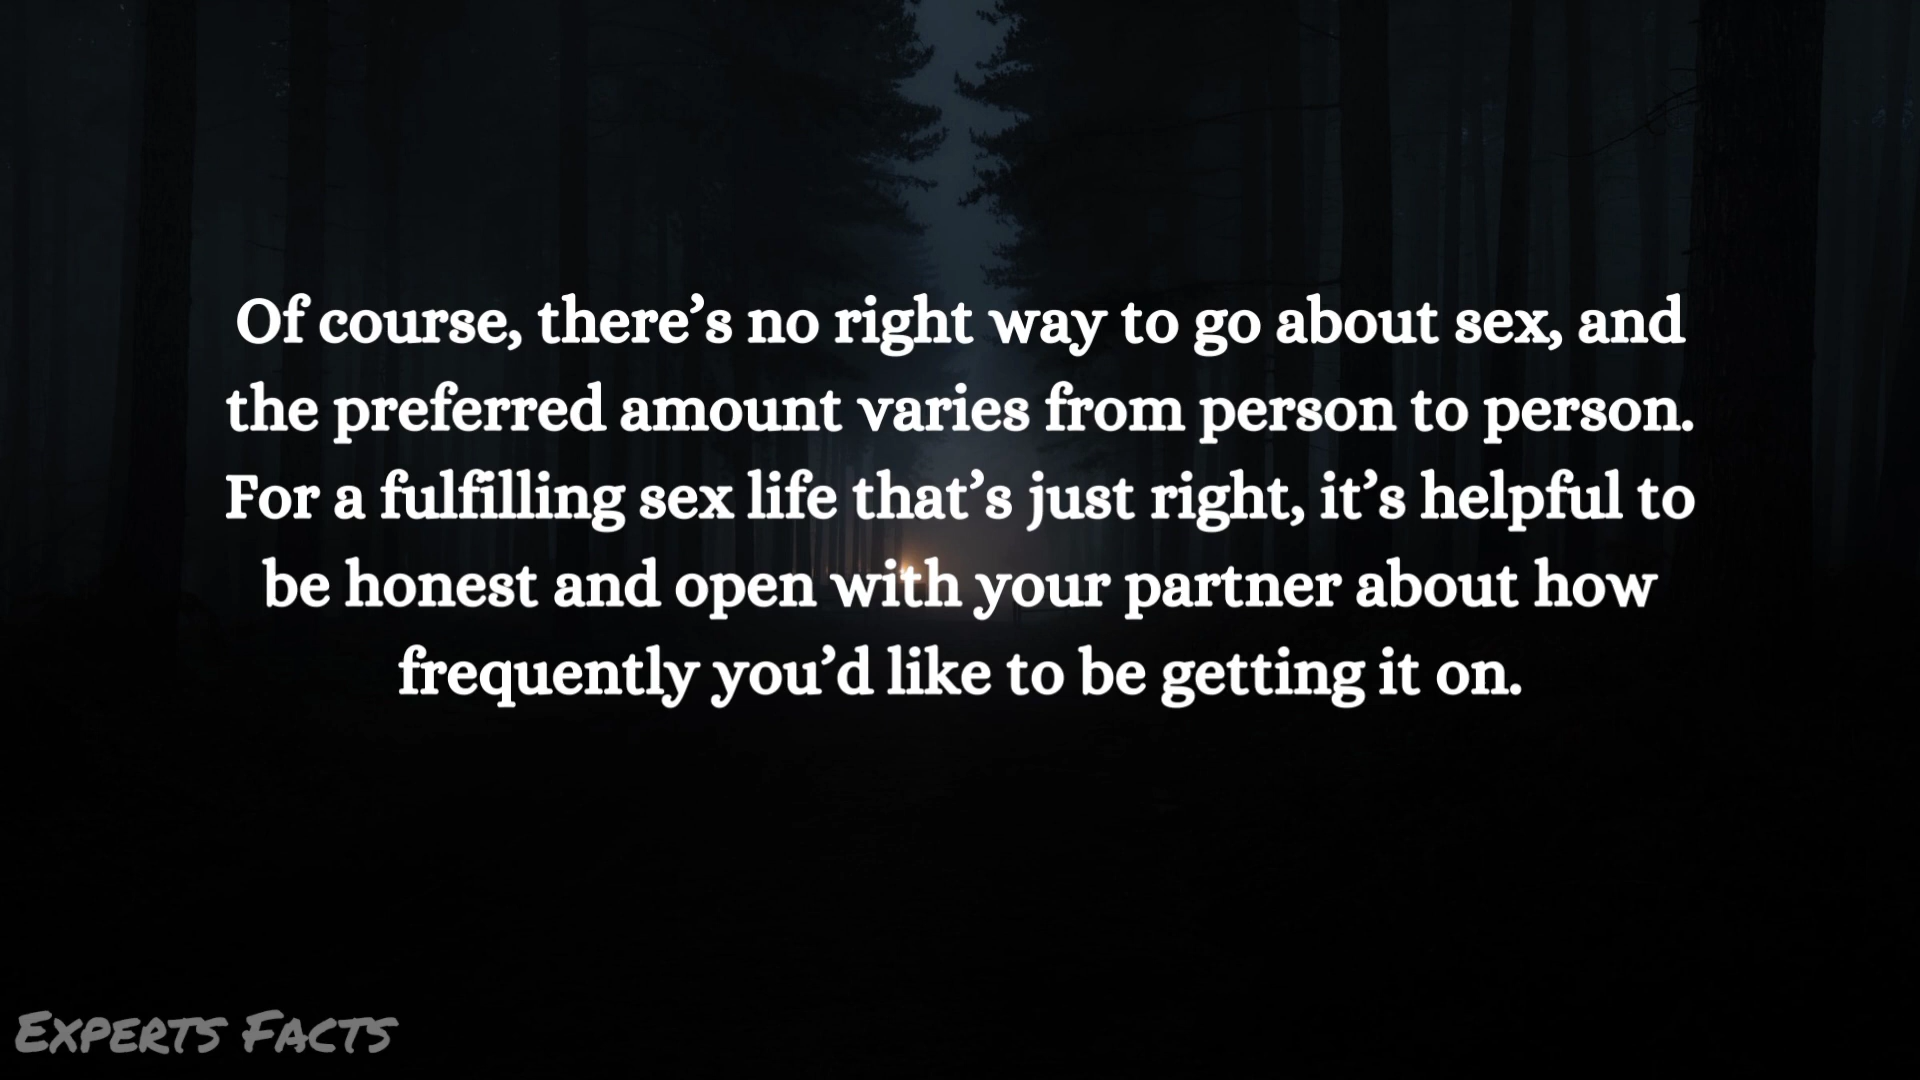 Of course, there’s no right way to go about sex, and
the preferred amount varies from person to person.
For a fulfilling sex life that’s just right, it’s helpful to
be honest and open with your partner about how
frequently you’d like to be getting it on.
Experts Facts